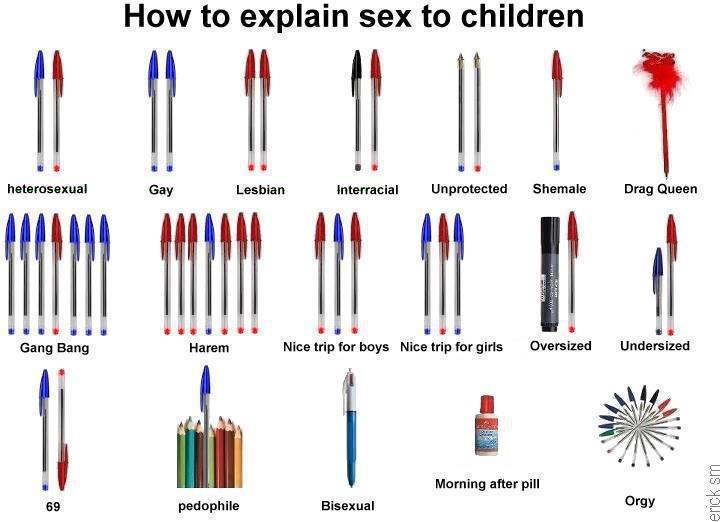 How to explain sex to children
heterosexual
Gay
Lesbian
Interracial
Unprotected
Shemale
Drag Queen
Gang Bang
Harem
Nice trip for boys
Nice trip for girls
Oversized
Undersized
69
pedophile
Bisexual
Morning after pill
Orgy
erick sm